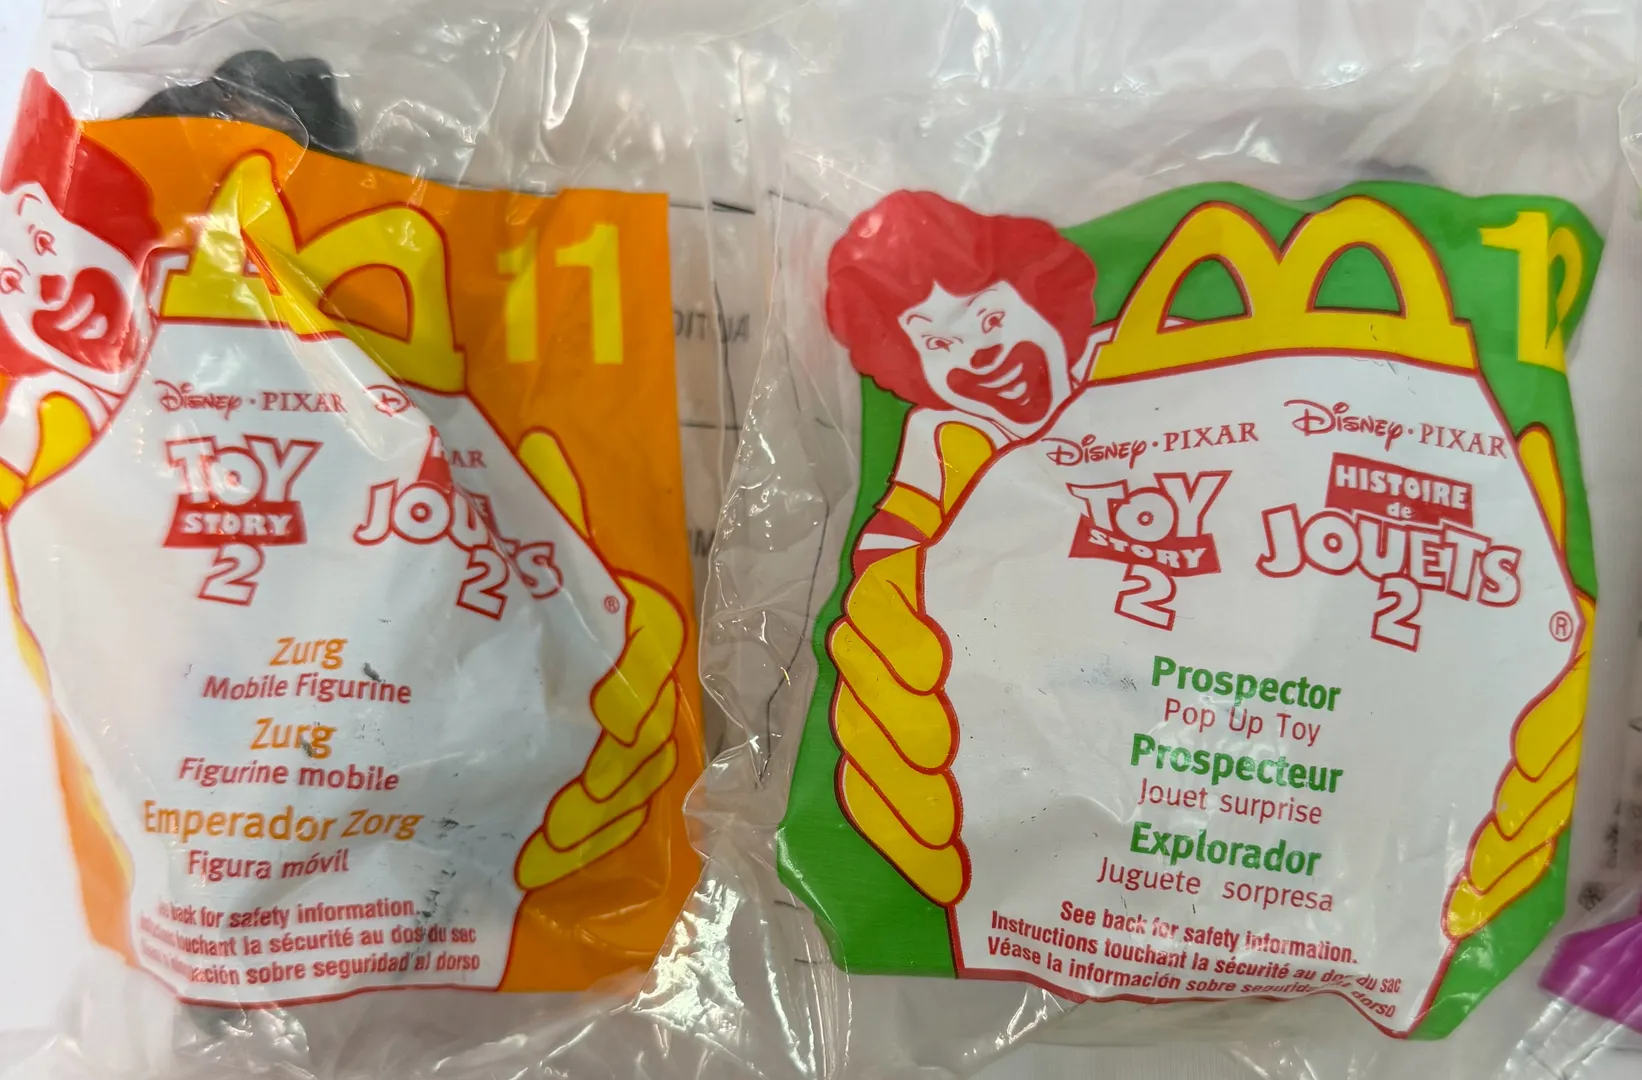 11
Disney · PIXAR
TOY
STORY
2
JOU
S
2
®
Zurg
Mobile Figurine
Zurg
Figurine mobile
Emperador Zorg
Figura móvil
back for safety information.
touchant la sécurité au dos du sac
sobre seguridad al dorso
12
Disney · PIXAR
TOY
STORY
2
Disney · PIXAR
HISTOIRE
de
JOUETS
2
®
Prospector
Pop Up Toy
Prospecteur
Jouet surprise
Explorador
Juguete sorpresa
See back for safety information.
Instructions touchant la sécurité au dos du sac
Véase la información sobre dorso